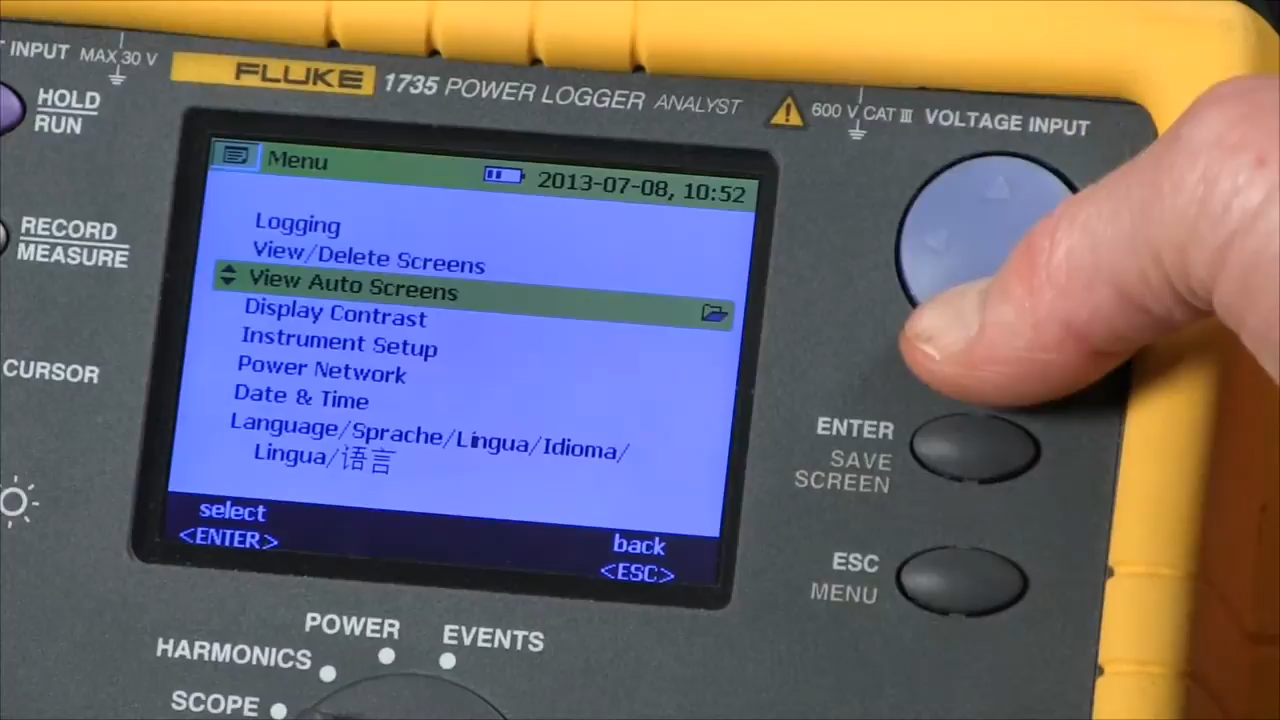 INPUT MAX 30 V
FLUKE 1735 POWER LOGGER ANALYST
600 V CAT III VOLTAGE INPUT
HOLD
RUN
RECORD
MEASURE
CURSOR
Menu 2013-07-08, 10:52
Logging
View/Delete Screens
View Auto Screens
Display Contrast
Instrument Setup
Power Network
Date & Time
Language/Sprache/Lingua/Idioma/
Lingua/语言
select
<ENTER>
back
<ESC>
ENTER
SAVE
SCREEN
ESC
MENU
POWER
EVENTS
HARMONICS
SCOPE